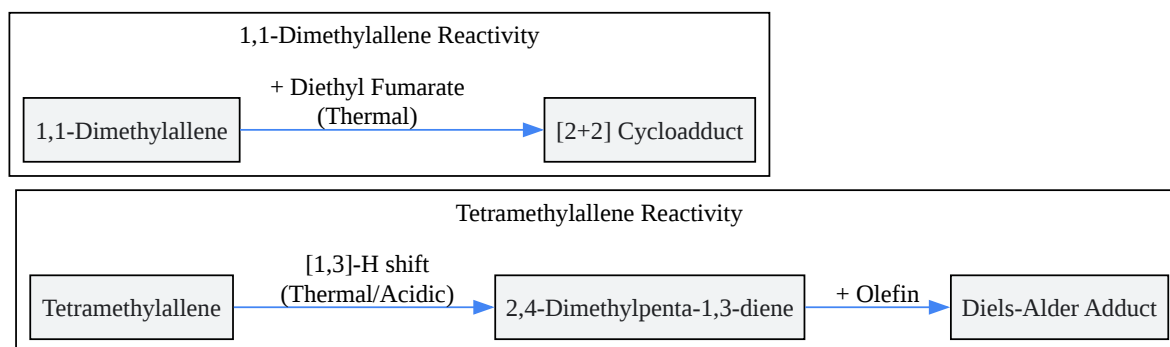 1,1-Dimethylallene Reactivity
+ Diethyl Fumarate
(Thermal)
1,1-Dimethylallene
[2+2] Cycloadduct
Tetramethylallene Reactivity
[1,3]-H shift
(Thermal/Acidic)
+ Olefin
Tetramethylallene
2,4-Dimethylpenta-1,3-diene
Diels-Alder Adduct